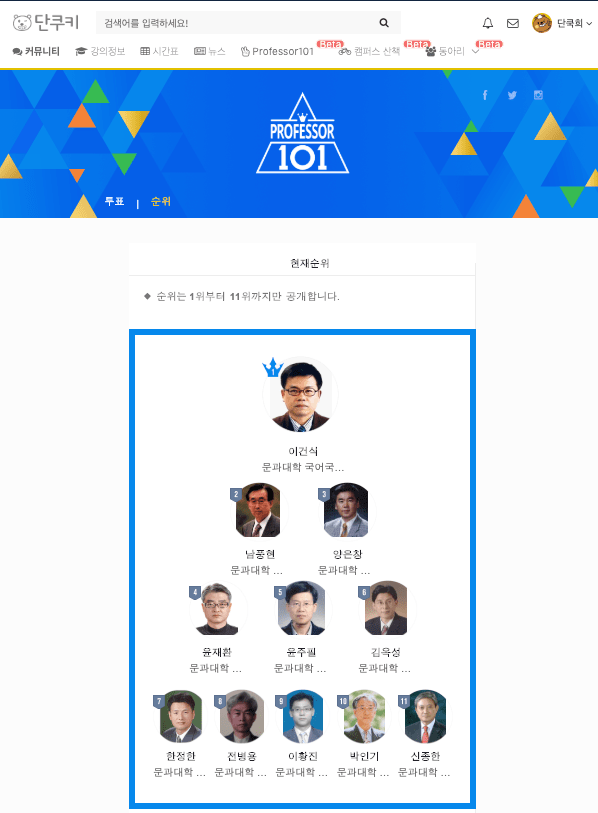 단쿠키
검색어를 입력하세요!
단쿡희
커뮤니티 강의정보 시간표 뉴스 Professor101 Beta 캠퍼스 산책 Beta 동아리 Beta
PROFESSOR
101
투표 | 순위
현재순위
◆ 순위는 1위부터 11위까지만 공개합니다.
1
이건식
문과대학 국어국...
2 3
남풍현 양은창
문과대학 ... 문과대학 ...
4 5 6
윤재환 윤주필 김옥성
문과대학 ... 문과대학 ... 문과대학 ...
7 8 9 10 11
한정한 전병용 이황진 박인기 신종한
문과대학 ... 문과대학 ... 문과대학 ... 문과대학 ... 문과대학 ...